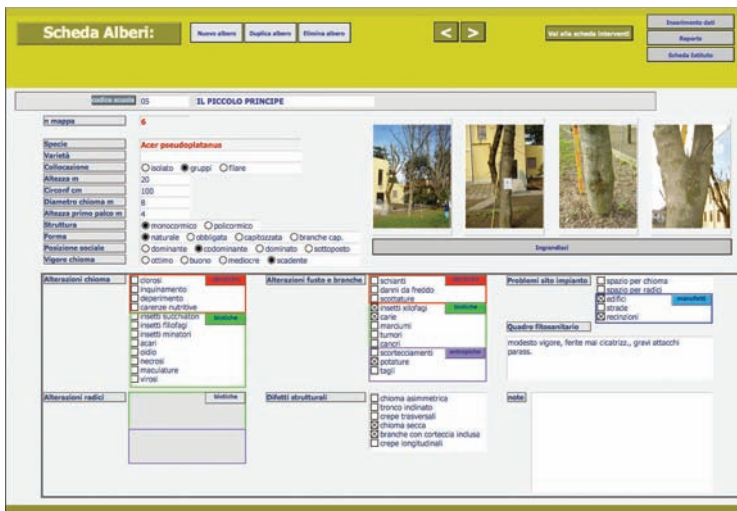 Scheda Alberi:
Nuovo albero
Duplica albero
Elimina albero
< >
Vai alla scheda interventi
Inserimento dati
Reports
Scheda Istituto
codice scuola 05 IL PICCOLO PRINCIPE
n mappa 6
Specie Acer pseudoplatanus
Varietà
Collocazione isolato gruppi filare
Altezza m 20
Circonf cm 100
Diametro chioma m 8
Altezza primo palco m 4
Struttura monocormico policormico
Forma naturale obbligata capitozzata branche cap.
Posizione sociale dominante codominante dominato sottoposto
Vigore chioma ottimo buono mediocre scadente
Ingrandisci
Alterazioni chioma
clorosi
inquinamento
deperimento
carenze nutritive
insetti succhiatori biotiche
insetti fillofagi
insetti minatori
acari
oidio
necrosi
maculature
virosi
Alterazioni fusto e branche
schianti
danni da freddo
scottature
insetti xilofagi biotiche
carie
marciumi
tumori
cancri
scortecciamenti antropiche
potature
tagli
Problemi sito impianto
spazio per chioma
spazio per radici
edifici manufatti
strade
recinzioni
Quadro fitosanitario
modesto vigore, ferite mal cicatrizz., gravi attacchi
parass.
Alterazioni radici biotiche
Difetti strutturali
chioma asimmetrica
tronco inclinato
crepe trasversali
chioma secca
branche con corteccia inclusa
crepe longitudinali
note